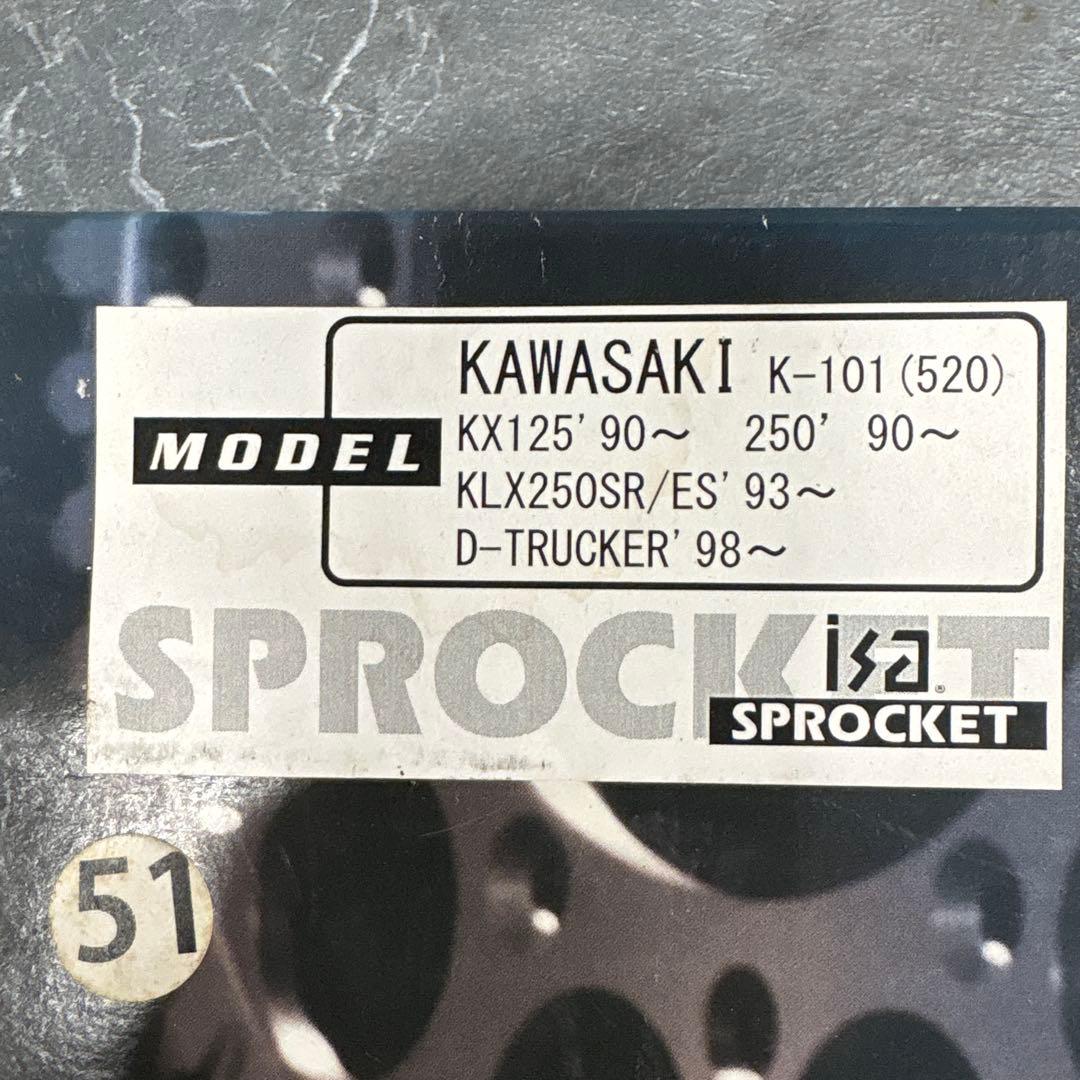 KAWASAKI K-101(520)
MODEL
KX125'90～ 250' 90～
KLX250SR/ES'93～
D-TRUCKER'98～
SPROCKET
isa®
SPROCKET
51